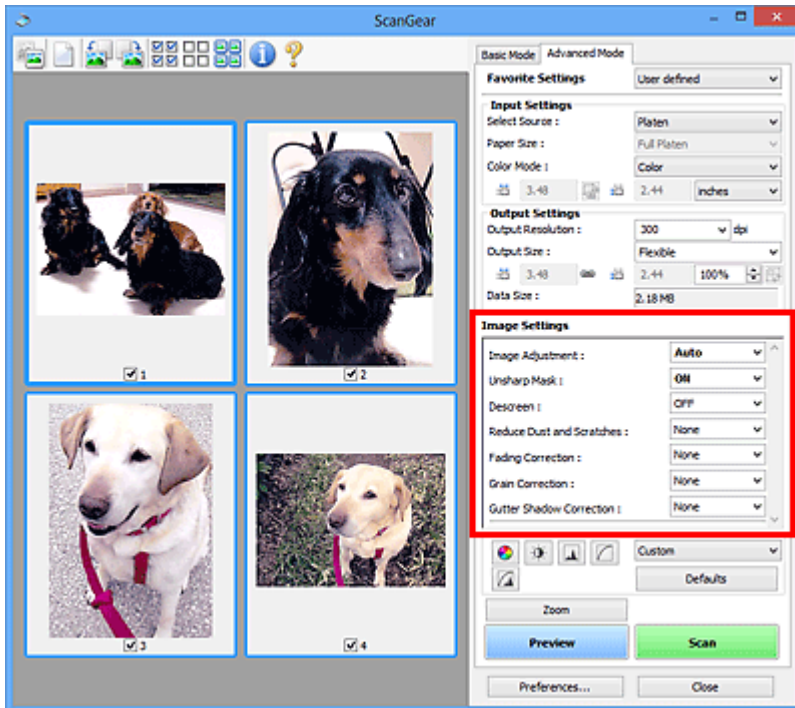 ScanGear
Basic Mode Advanced Mode
Favorite Settings User defined
Input Settings
Select Source : Platen
Paper Size : Full Platen
Color Mode : Color
3.48 2.44 inches
Output Settings
Output Resolution : 300 dpi
Output Size : Flexible
3.48 2.44 100%
Data Size : 2.18 MB
Image Settings
Image Adjustment : Auto
Unsharp Mask : ON
Descreen : OFF
Reduce Dust and Scratches : None
Fading Correction : None
Grain Correction : None
Gutter Shadow Correction : None
1
2
3
4
Custom
Defaults
Zoom
Preview Scan
Preferences... Close